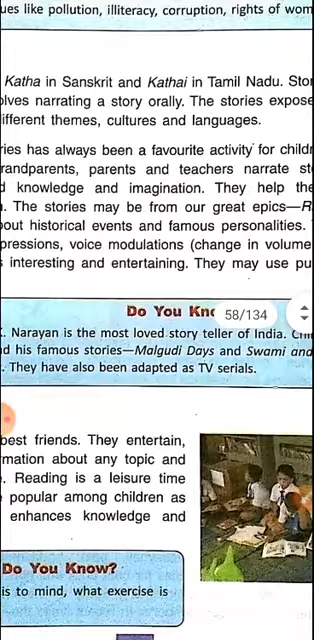 ues like pollution, illiteracy, corruption, rights of wom
Katha in Sanskrit and Kathai in Tamil Nadu. Stor
olves narrating a story orally. The stories expose
ifferent themes, cultures and languages.
ries has always been a favourite activity for childr
randparents, parents and teachers narrate st
d knowledge and imagination. They help the
. The stories may be from our great epics—R
out historical events and famous personalities.
pressions, voice modulations (change in volume
interesting and entertaining. They may use pu
Do You Kn
58/134
. Narayan is the most loved story teller of India.
d his famous stories—Malgudi Days and Swami and
. They have also been adapted as TV serials.
best friends. They entertain,
mation about any topic and
. Reading is a leisure time
popular among children as
enhances knowledge and
Do You Know?
is to mind, what exercise is